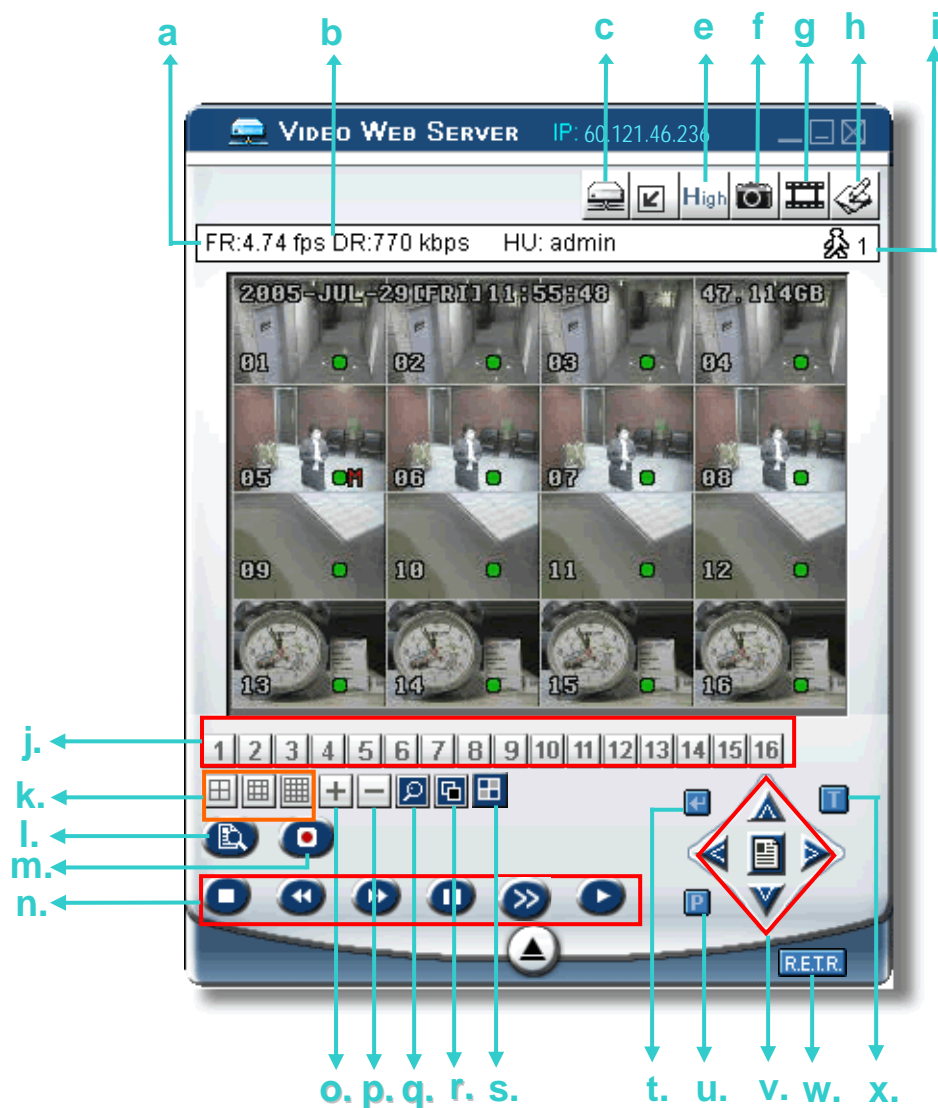 a b c e f g h i
VIDEO WEB SERVER IP: 60.121.46.236
High
FR:4.74 fps DR:770 kbps HU: admin 1
2005-JUL-29[FRI]11:55:48 47.114GB
01 02 03 04
05 M 06 07 08
09 10 11 12
13 14 15 16
j. 1 2 3 4 5 6 7 8 9 10 11 12 13 14 15 16
k.
T
l.
m.
n.
P
R.E.T.R.
o. p. q. r. s. t. u. v. w. x.